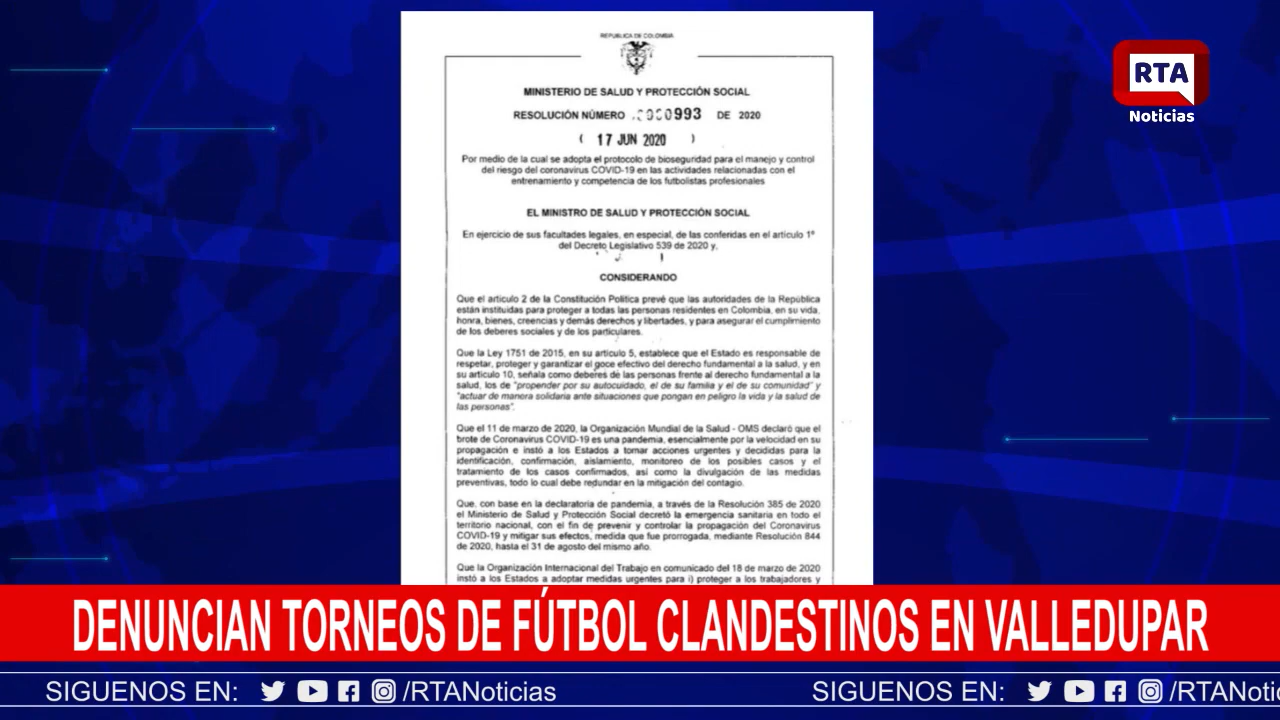 REPUBLICA DE COLOMBIA
RTA
Noticias
MINISTERIO DE SALUD Y PROTECCIÓN SOCIAL
RESOLUCIÓN NÚMERO 993 DE 2020
( 17 JUN 2020 )
Por medio de la cual se adopta el protocolo de bioseguridad para el manejo y control
del riesgo del coronavirus COVID-19 en las actividades relacionadas con el
entrenamiento y competencia de los futbolistas profesionales
EL MINISTRO DE SALUD Y PROTECCIÓN SOCIAL
En ejercicio de sus facultades legales, en especial, de las conferidas en el artículo 1º
del Decreto Legislativo 539 de 2020 y,
CONSIDERANDO
Que el artículo 2 de la Constitución Política prevé que las autoridades de la República
están instituidas para proteger a todas las personas residentes en Colombia, en su vida,
honra, bienes, creencias y demás derechos y libertades, y para asegurar el cumplimiento
de los deberes sociales y de los particulares.
Que la Ley 1751 de 2015, en su artículo 5, establece que el Estado es responsable de
respetar, proteger y garantizar el goce efectivo del derecho fundamental a la salud, y en
su artículo 10, señala como deberes de las personas frente al derecho fundamental a la
salud, los de "propender por su autocuidado, el de su familia y el de su comunidad" y
"actuar de manera solidaria ante situaciones que pongan en peligro la vida y la salud de
las personas".
Que el 11 de marzo de 2020, la Organización Mundial de la Salud - OMS declaró que el
brote de Coronavirus COVID-19 es una pandemia, esencialmente por la velocidad en su
propagación e instó a los Estados a tomar acciones urgentes y decididas para la
identificación, confirmación, aislamiento, monitoreo de los posibles casos y el
tratamiento de los casos confirmados, así como la divulgación de las medidas
preventivas, todo lo cual debe redundar en la mitigación del contagio.
Que, con base en la declaratoria de pandemia, a través de la Resolución 385 de 2020
el Ministerio de Salud y Protección Social decretó la emergencia sanitaria en todo el
territorio nacional, con el fin de prevenir y controlar la propagación del Coronavirus
COVID-19 y mitigar sus efectos, medida que fue prorrogada, mediante Resolución 844
de 2020, hasta el 31 de agosto del mismo año.
Que la Organización Internacional del Trabajo en comunicado del 18 de marzo de 2020
instó a los Estados a adoptar medidas urgentes para i) proteger a los trabajadores y
DENUNCIAN TORNEOS DE FÚTBOL CLANDESTINOS EN VALLEDUPAR
SIGUENOS EN: /RTANoticias SIGUENOS EN: /RTANotic